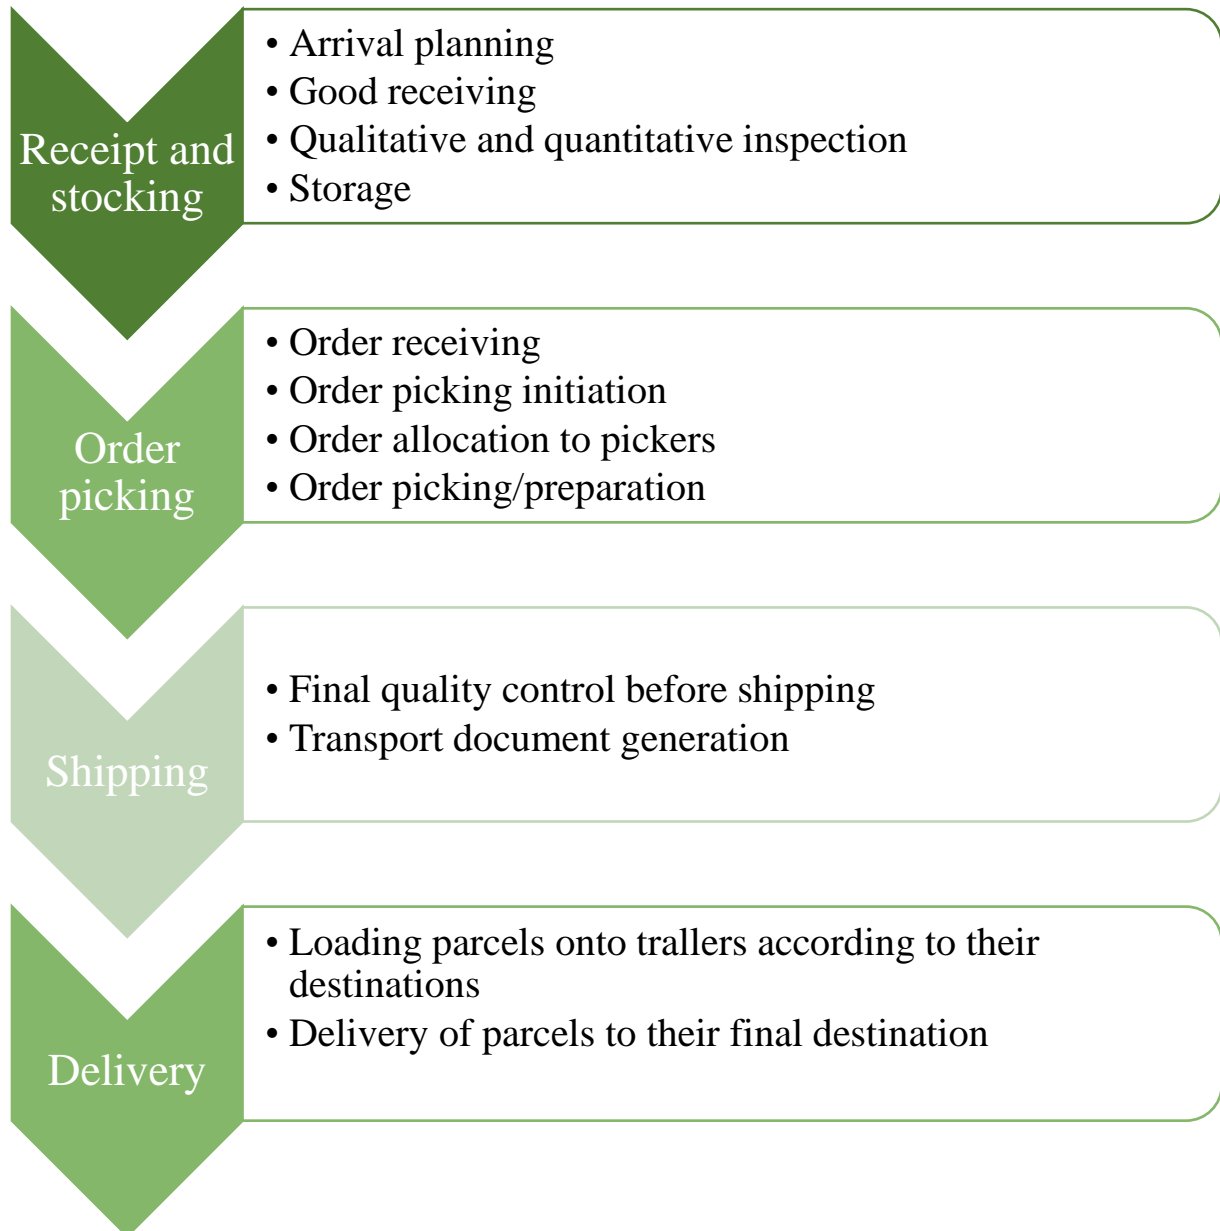 Receipt and
stocking
• Arrival planning
• Good receiving
• Qualitative and quantitative inspection
• Storage
Order
picking
• Order receiving
• Order picking initiation
• Order allocation to pickers
• Order picking/preparation
Shipping
• Final quality control before shipping
• Transport document generation
Delivery
• Loading parcels onto trallers according to their
destinations
• Delivery of parcels to their final destination